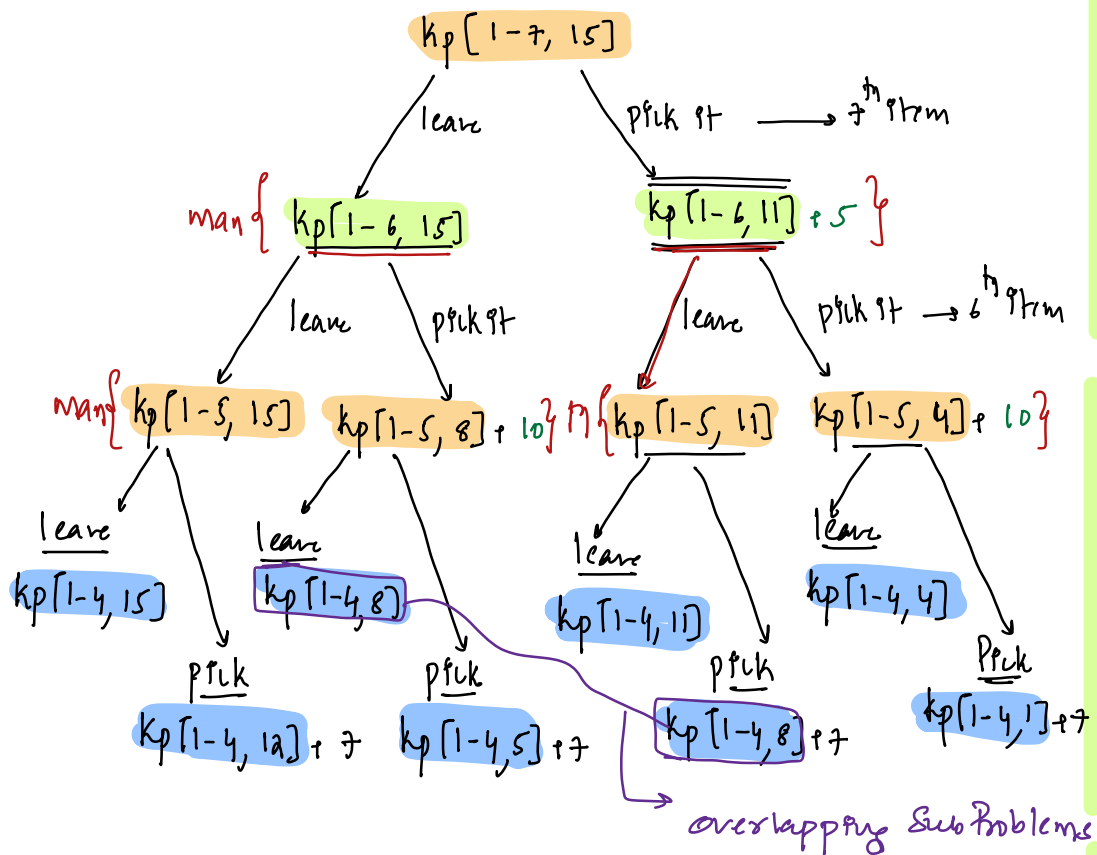 kp[1-7, 15]
leave
pick it → 7th item
man{ kp[1-6, 15]
kp[1-6, 11] + 5 }
leave
pick it
leave
pick it → 6th item
man{ kp[1-5, 15]
kp[1-5, 8] + 10}
{kp[1-5, 11]
kp[1-5, 4] + 10}
leave
leave
leave
leave
kp[1-4, 15]
kp[1-4, 8]
kp[1-4, 11]
kp[1-4, 4]
pick
pick
pick
Pick
kp[1-4, 12] + 7
kp[1-4, 5] + 7
kp[1-4, 8] + 7
kp[1-4, 1] + 7
overlapping SubProblems